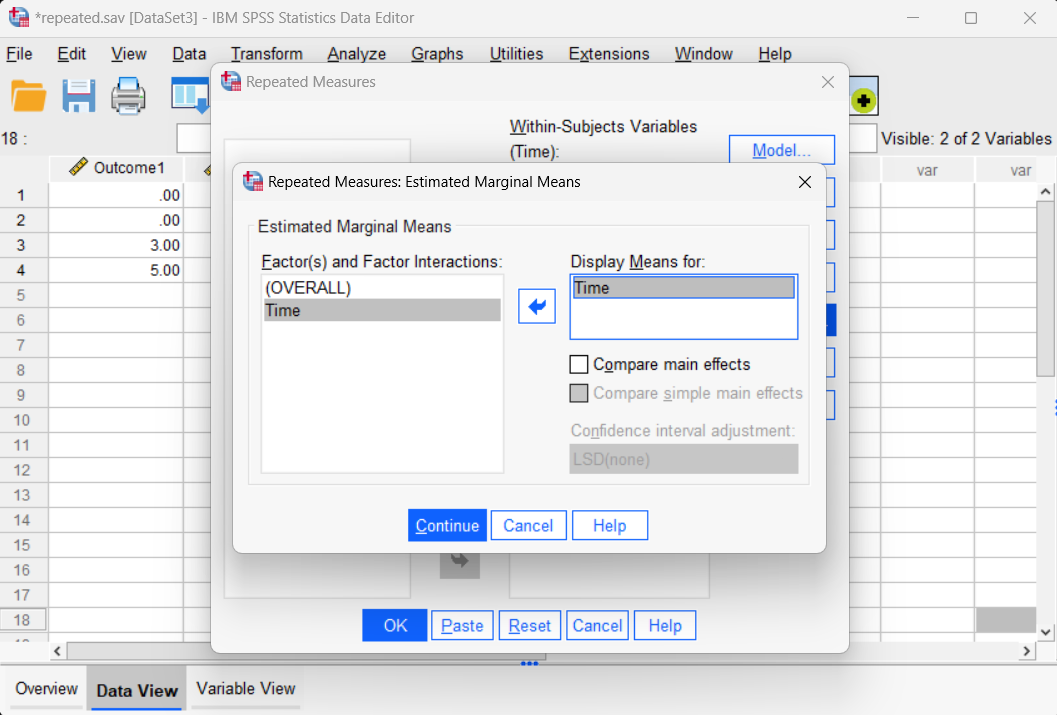 *repeated.sav [DataSet3] - IBM SPSS Statistics Data Editor
File Edit View Data Transform Analyze Graphs Utilities Extensions Window Help
Repeated Measures
18 :
Within-Subjects Variables
(Time):
Visible: 2 of 2 Variables
Model...
Outcome1 var var
Repeated Measures: Estimated Marginal Means
1 .00
2 .00
3 3.00
4 5.00
5
6
7
8
9
10
11
12
13
14
15
16
17
18
Estimated Marginal Means
Factor(s) and Factor Interactions:
(OVERALL)
Time
Display Means for:
Time
Compare main effects
Compare simple main effects
Confidence interval adjustment:
LSD(none)
Continue Cancel Help
OK Paste Reset Cancel Help
Overview Data View Variable View